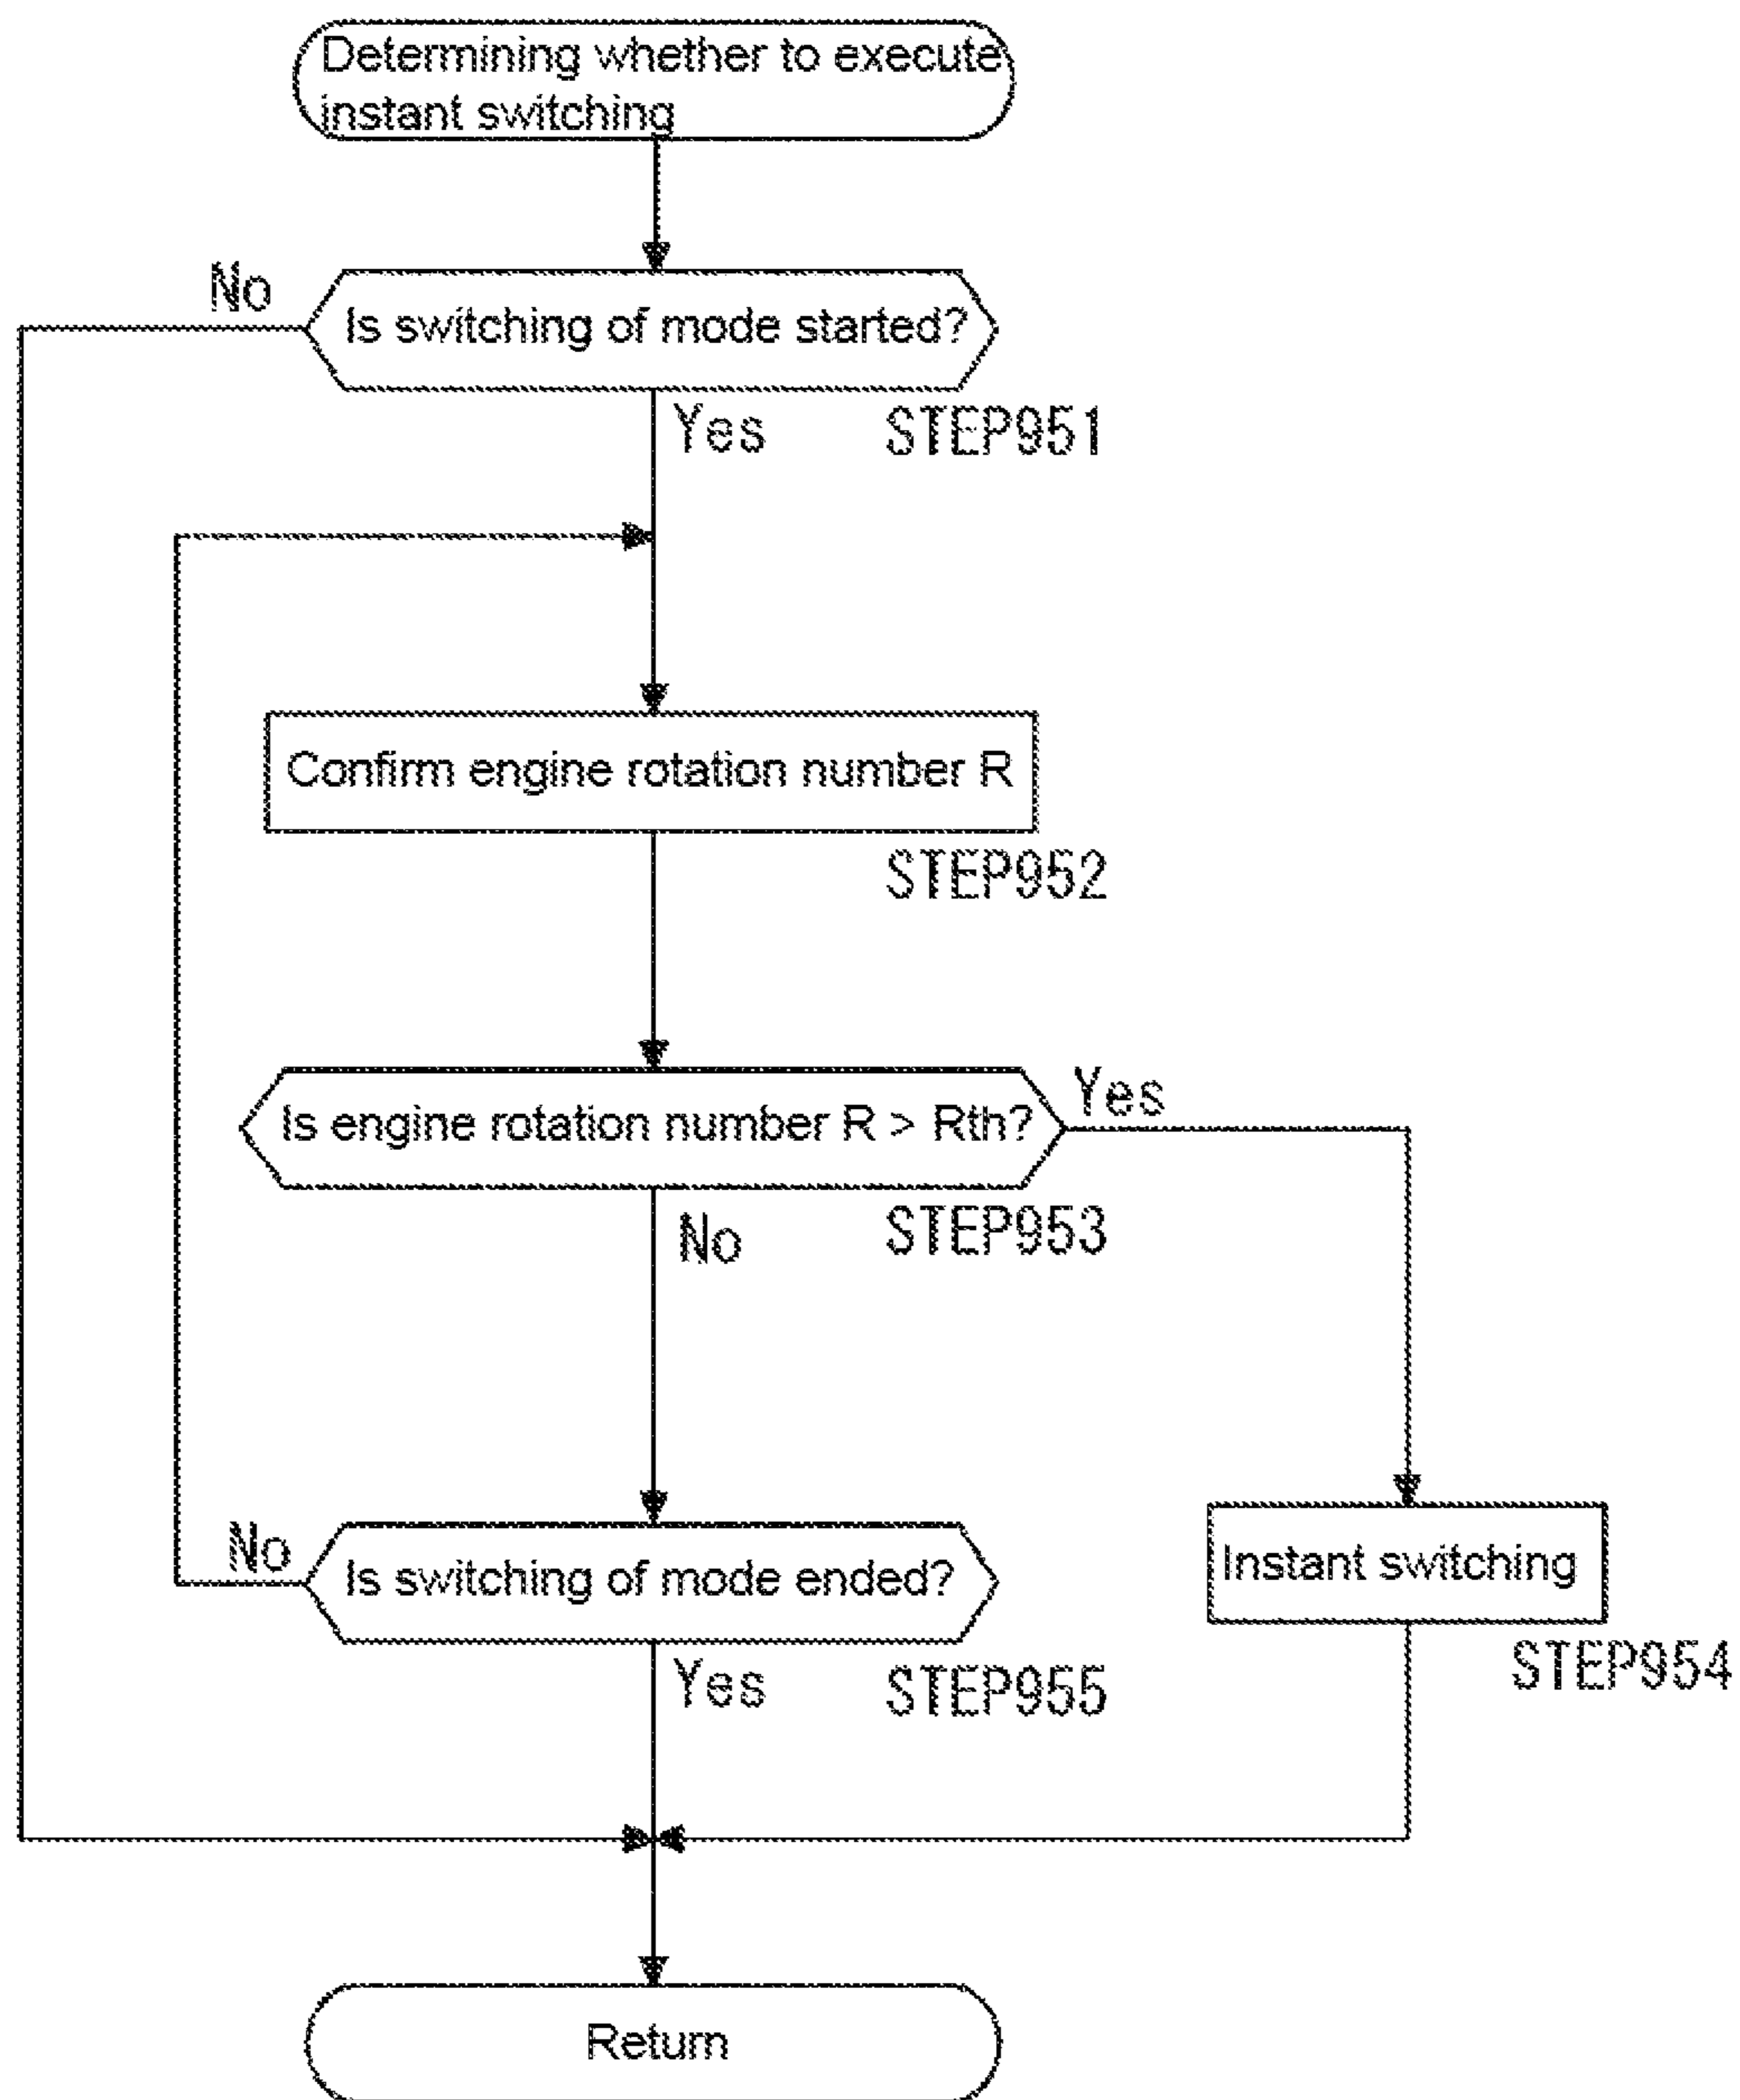 Determining whether to execute
instant switching
No
Is switching of mode started?
Yes
STEP951
Confirm engine rotation number R
STEP952
Is engine rotation number R > Rth?
Yes
STEP953
No
No
Is switching of mode ended?
Instant switching
STEP954
Yes
STEP955
Return